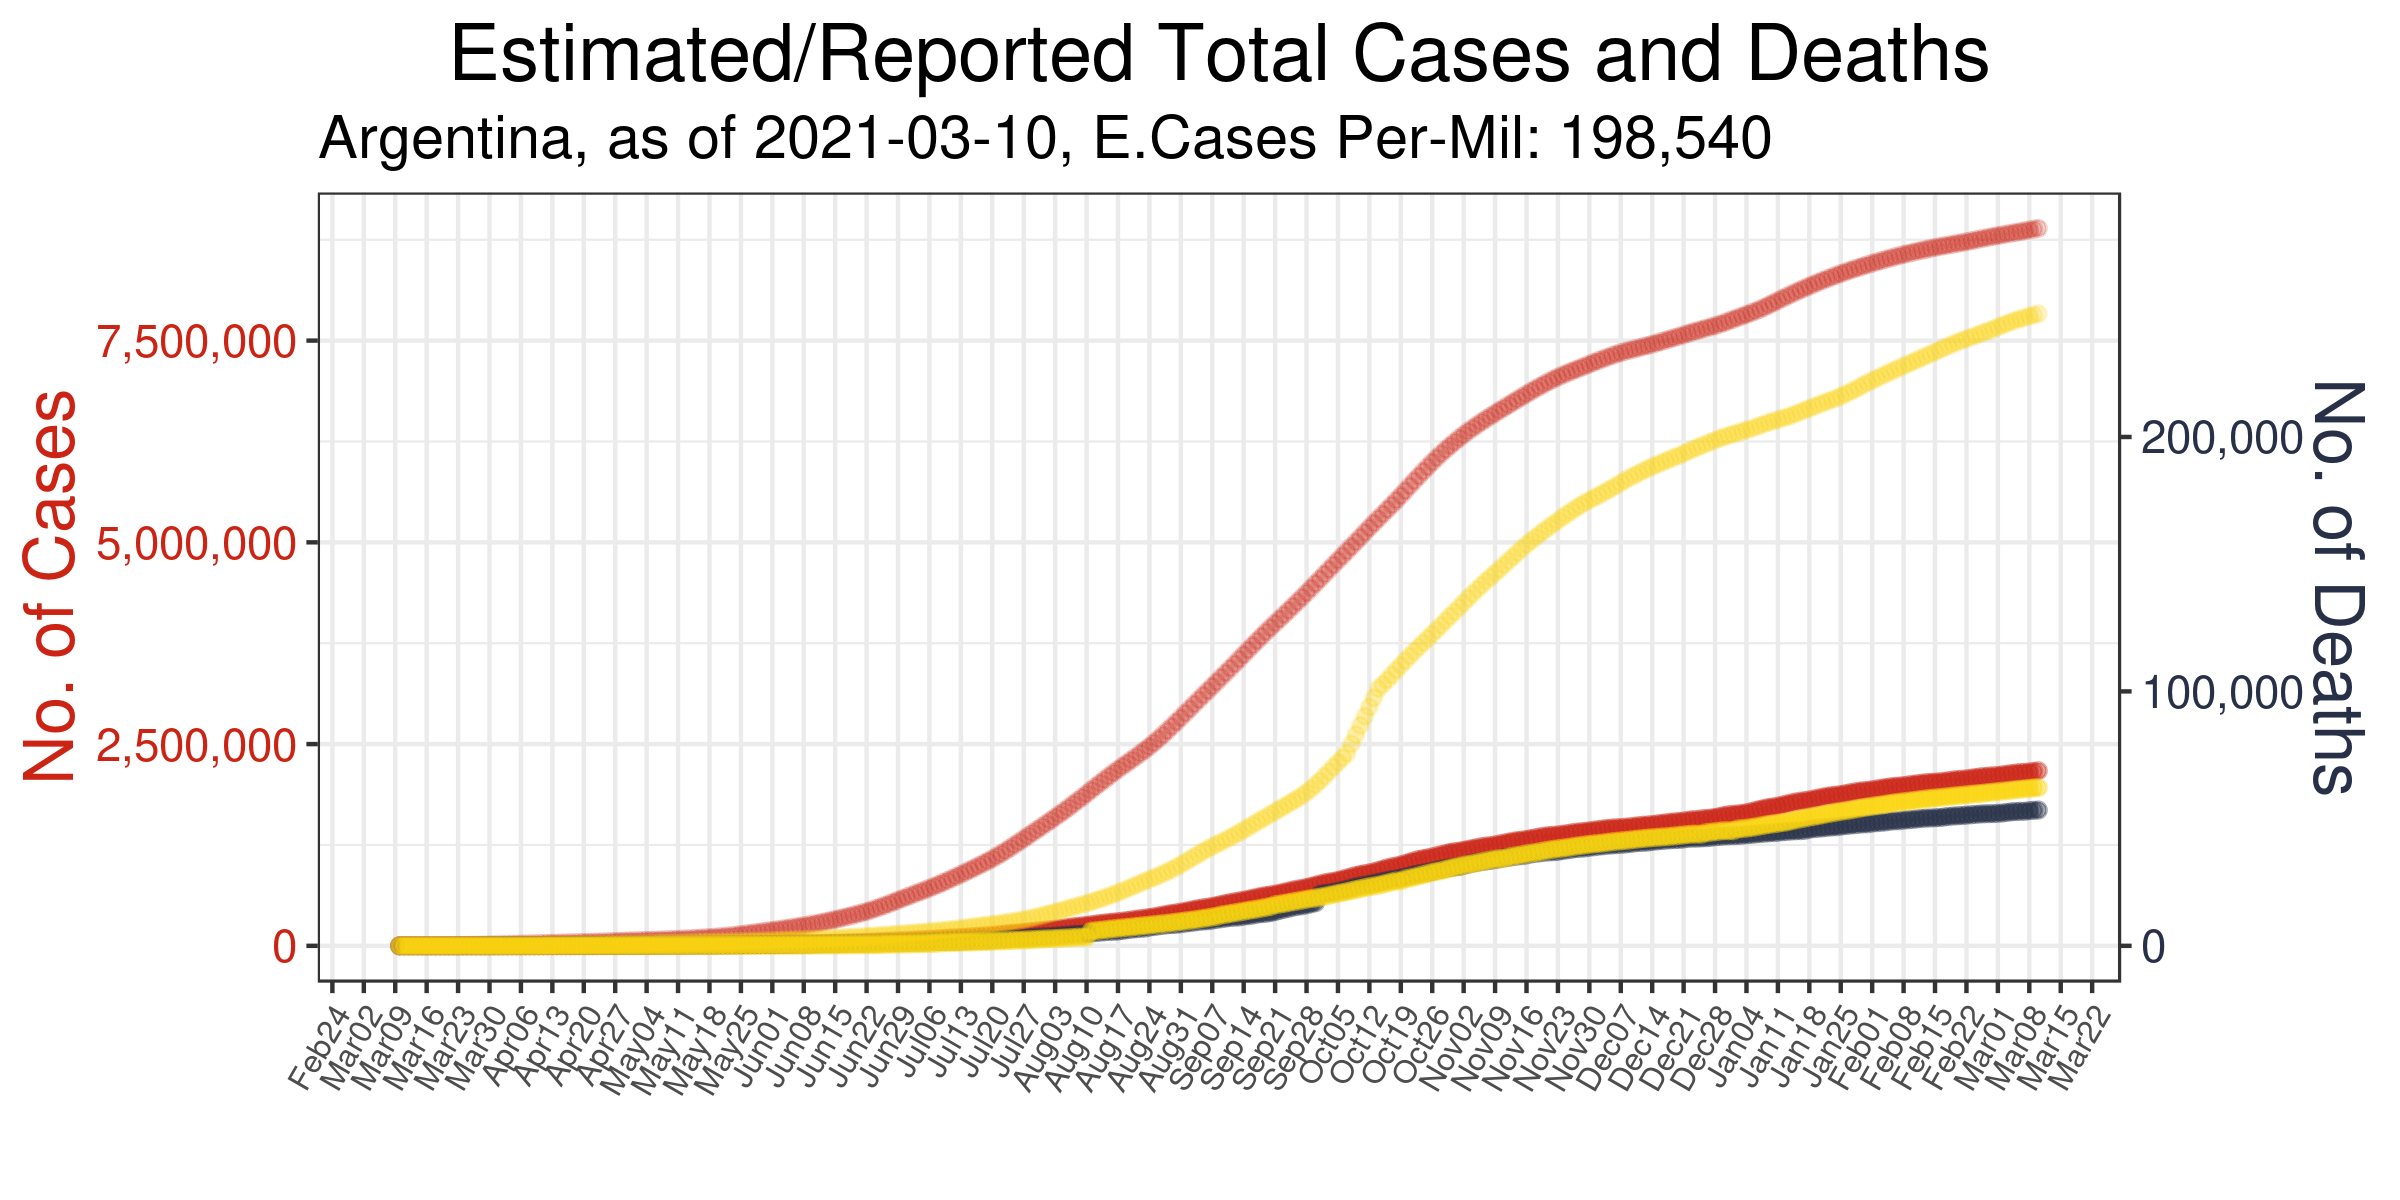 Estimated/Reported Total Cases and Deaths
Argentina, as of 2021-03-10, E.Cases Per-Mil: 198,540
No. of Cases
7,500,000
5,000,000
2,500,000
0
200,000
100,000
0
No. of Deaths
Feb24
Mar02
Mar09
Mar16
Mar23
Mar30
Apr06
Apr13
Apr20
Apr27
May04
May11
May18
May25
Jun01
Jun08
Jun15
Jun22
Jun29
Jul06
Jul13
Jul20
Jul27
Aug03
Aug10
Aug17
Aug24
Aug31
Sep07
Sep14
Sep21
Sep28
Oct05
Oct12
Oct19
Oct26
Nov02
Nov09
Nov16
Nov23
Nov30
Dec07
Dec14
Dec21
Dec28
Jan04
Jan11
Jan18
Jan25
Feb01
Feb08
Feb15
Feb22
Mar01
Mar08
Mar15
Mar22